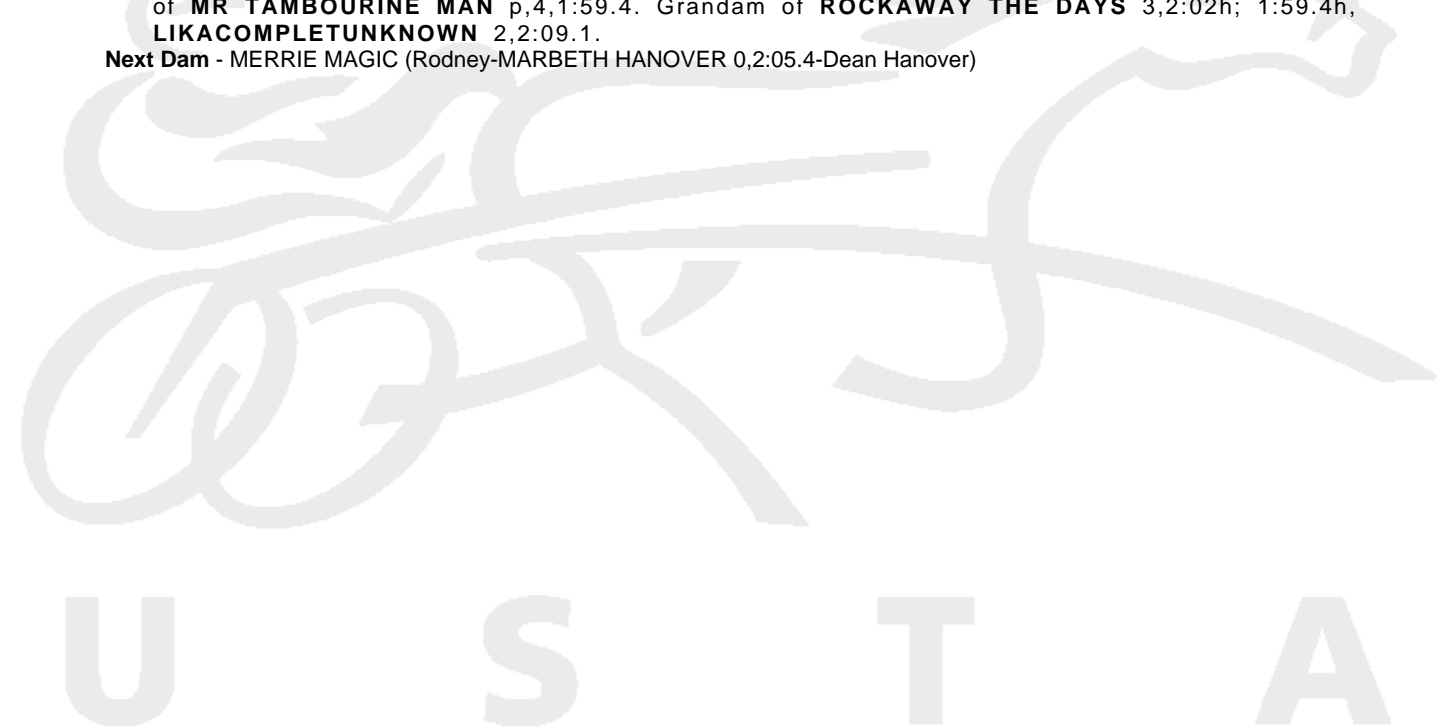 of MR TAMBOURINE MAN p,4,1:59.4. Grandam of ROCKAWAY THE DAYS 3,2:02h; 1:59.4h,
LIKACOMPLETUNKNOWN 2,2:09.1.
Next Dam - MERRIE MAGIC (Rodney-MARBETH HANOVER 0,2:05.4-Dean Hanover)
U S T A